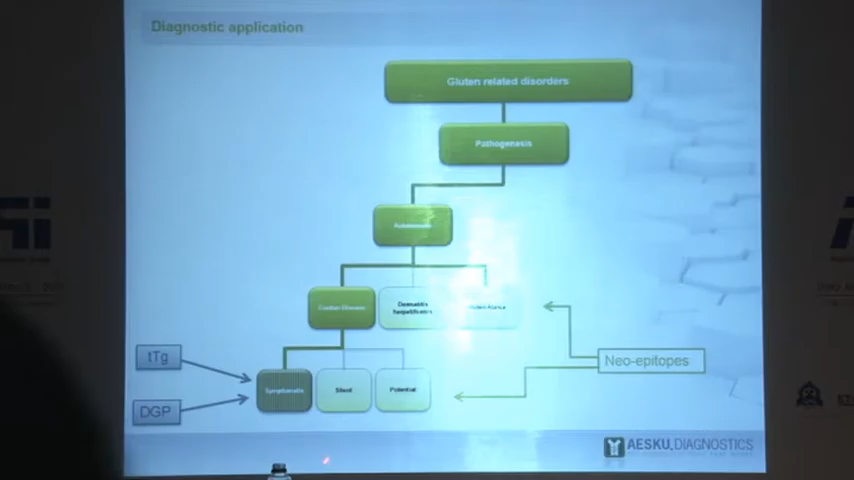 Diagnostic application
Gluten related disorders
Pathogenesis
Autoimmune
Coeliac Disease
Dermatitis
herpetiformis
Gluten Ataxia
tTg
Neo-epitopes
Symptomatic
Silent
Potential
DGP
AESKU.DIAGNOSTICS